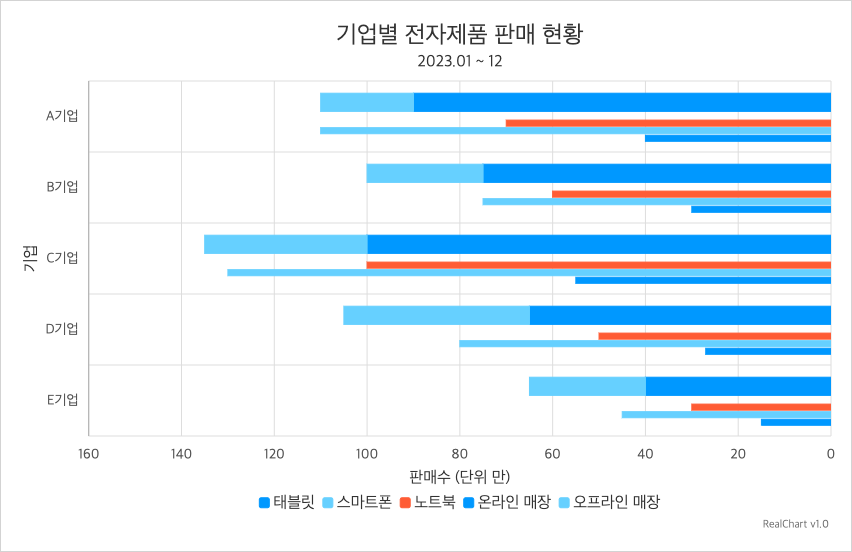 기업별 전자제품 판매 현황
2023.01 ~ 12
기업
A기업
B기업
C기업
D기업
E기업
160 140 120 100 80 60 40 20 0
판매수 (단위 만)
태블릿 스마트폰 노트북 온라인 매장 오프라인 매장
RealChart v1.0